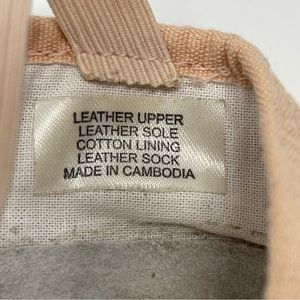 LEATHER UPPER
LEATHER SOLE
COTTON LINING
LEATHER SOCK
MADE IN CAMBODIA